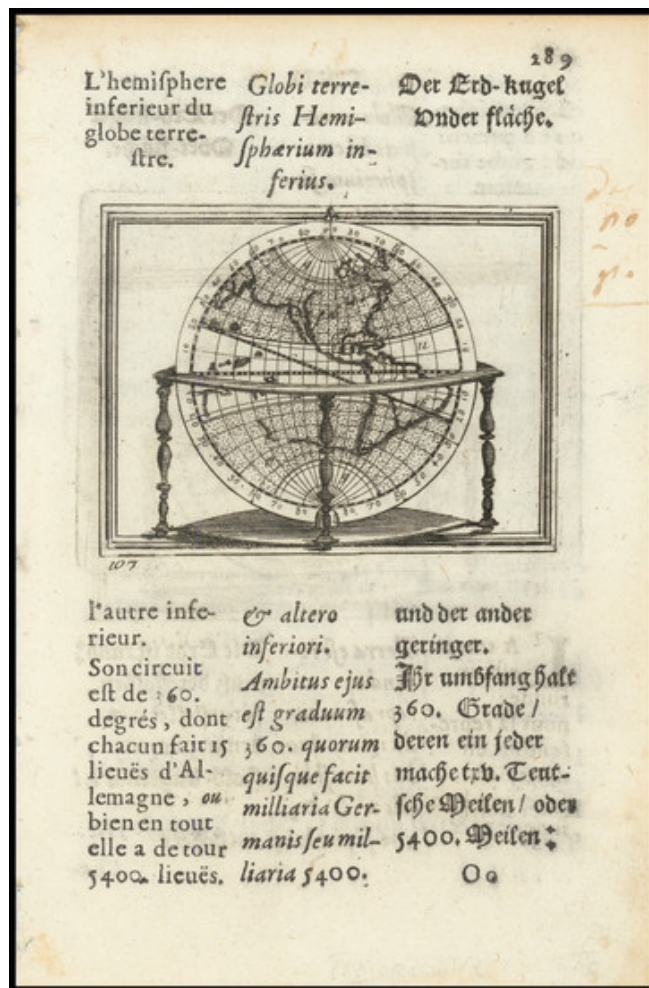 289
L'hemiſphere
inferieur du
globe terre-
ſtre.
Globi terre-
ſtris Hemi-
ſphærium in-
ferius.
Der Erd-kugel
Vnder fläche.
107
l'autre infe-
rieur.
Son circuit
eſt de 360.
degrés, dont
chacun fait 15
lieuës d'Al-
lemagne, ou
bien en tout
elle a de tour
5400. lieuës.
& altero
inferiori.
Ambitus ejus
eſt graduum
360. quorum
quiſque facit
milliaria Ger-
manis ſeu mil-
liaria 5400.
und der ander
geringer.
Ihr umbfang halt
360. Grade /
deren ein jeder
machet xv. Teut-
ſche Meilen / oder
5400. Meilen:
Oo